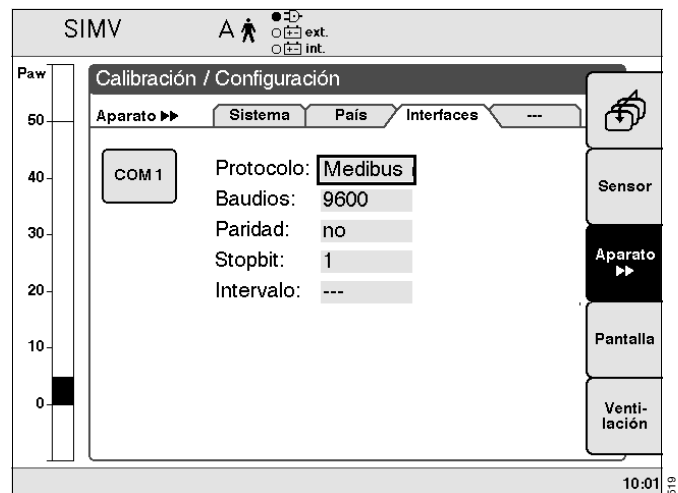 SIMV
A
ext.
int.
Paw
50
40
30
20
10
0
Calibración / Configuración
Aparato ▶▶
Sistema
País
Interfaces
---
COM 1
Protocolo: Medibus
Baudios: 9600
Paridad: no
Stopbit: 1
Intervalo: ---
Sensor
Aparato
▶▶
Pantalla
Venti-
lación
10:01